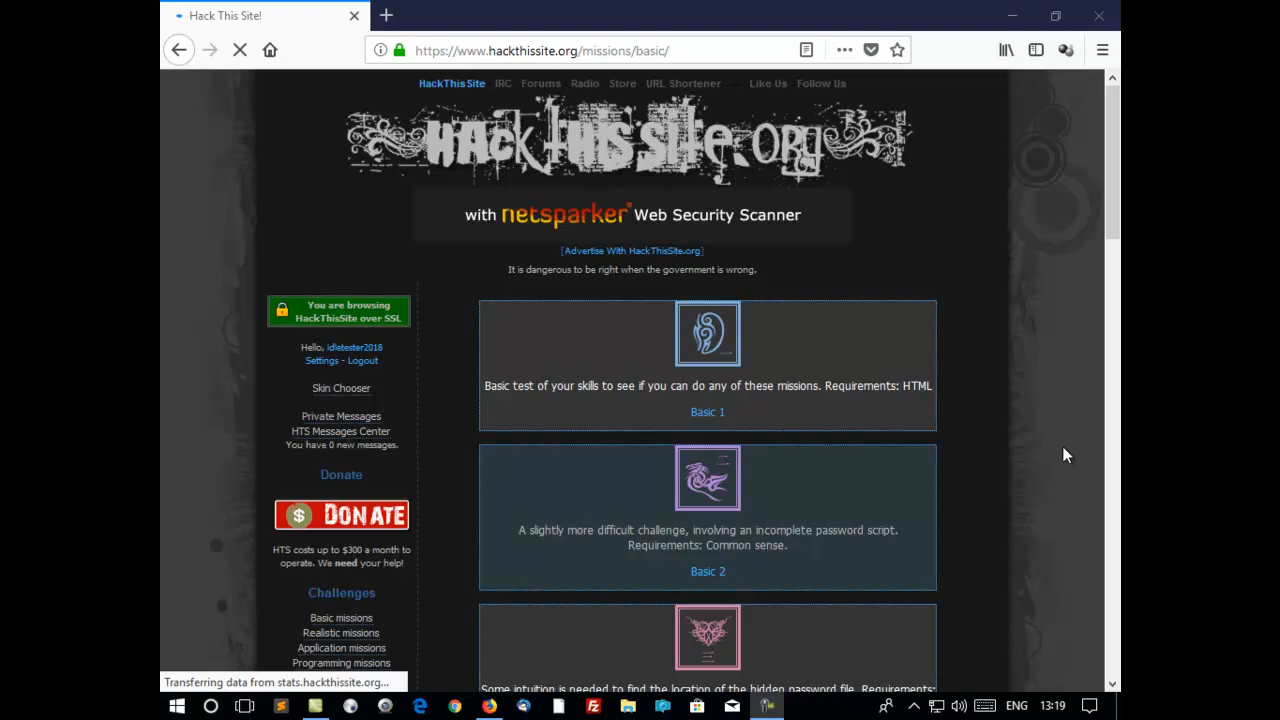 Hack This Site!
https://www.hackthissite.org/missions/basic/
HackThisSite IRC Forums Radio Store URL Shortener Like Us Follow Us
HACK THIS SITE.ORG
with netsparker Web Security Scanner
[Advertise With HackThisSite.org]
It is dangerous to be right when the government is wrong.
You are browsing
HackThisSite over SSL
Hello, idletester2018
Settings - Logout
Skin Chooser
Private Messages
HTS Messages Center
You have 0 new messages.
Donate
$ DONATE
HTS costs up to $300 a month to
operate. We need your help!
Challenges
Basic missions
Realistic missions
Application missions
Programming missions
Basic test of your skills to see if you can do any of these missions. Requirements: HTML
Basic 1
A slightly more difficult challenge, involving an incomplete password script.
Requirements: Common sense.
Basic 2
Some intuition is needed to find the location of the hidden password file. Requirements:
Transferring data from stats.hackthissite.org...
ENG 13:19